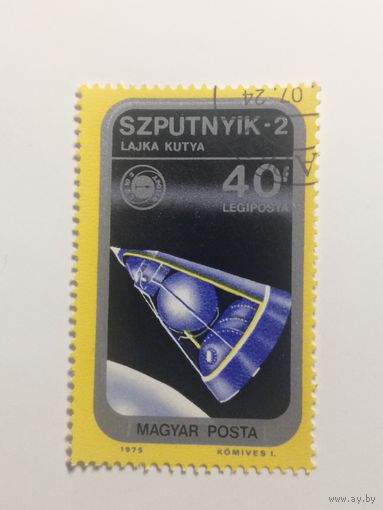 07.24
A
SZPUTNYIK-2
LAJKA KUTYA
40f
LÉGIPOSTA
MAGYAR POSTA
1975 KÖMIVES I.
www.ay.by